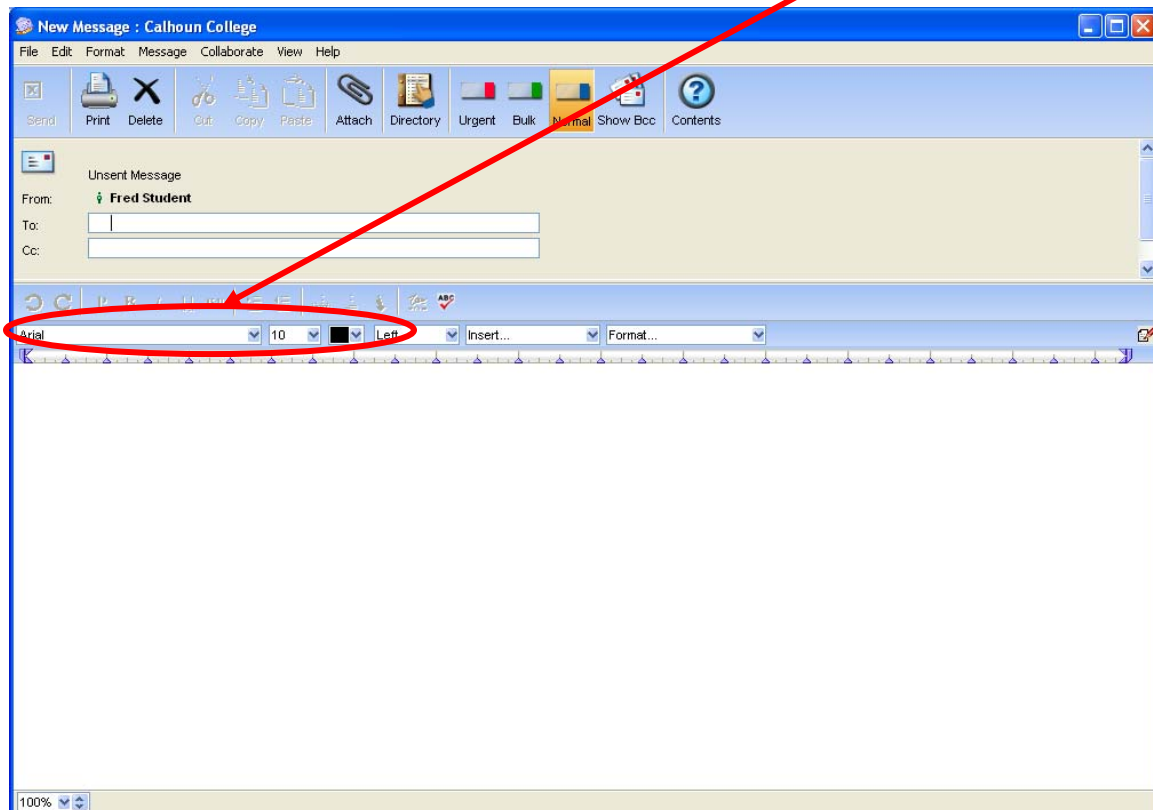 New Message : Calhoun College
File Edit Format Message Collaborate View Help
Send Print Delete Cut Copy Paste Attach Directory Urgent Bulk Normal Show Bcc Contents
Unsent Message
From: Fred Student
To:
Cc:
ABC
Arial 10 Left Insert... Format...
100%